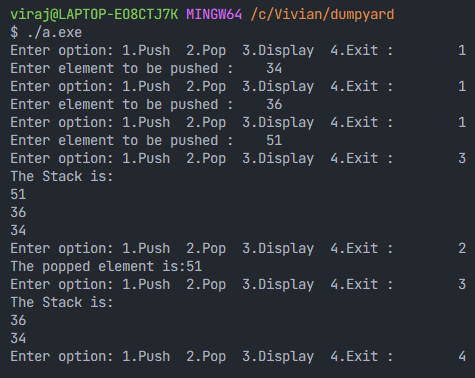 viraj@LAPTOP-EO8CTJ7K MINGW64 /c/Vivian/dumpyard
$ ./a.exe
Enter option: 1.Push  2.Pop  3.Display  4.Exit :        1
Enter element to be pushed :    34
Enter option: 1.Push  2.Pop  3.Display  4.Exit :        1
Enter element to be pushed :    36
Enter option: 1.Push  2.Pop  3.Display  4.Exit :        1
Enter element to be pushed :    51
Enter option: 1.Push  2.Pop  3.Display  4.Exit :        3
The Stack is:
51
36
34
Enter option: 1.Push  2.Pop  3.Display  4.Exit :        2
The popped element is:51
Enter option: 1.Push  2.Pop  3.Display  4.Exit :        3
The Stack is:
36
34
Enter option: 1.Push  2.Pop  3.Display  4.Exit :        4